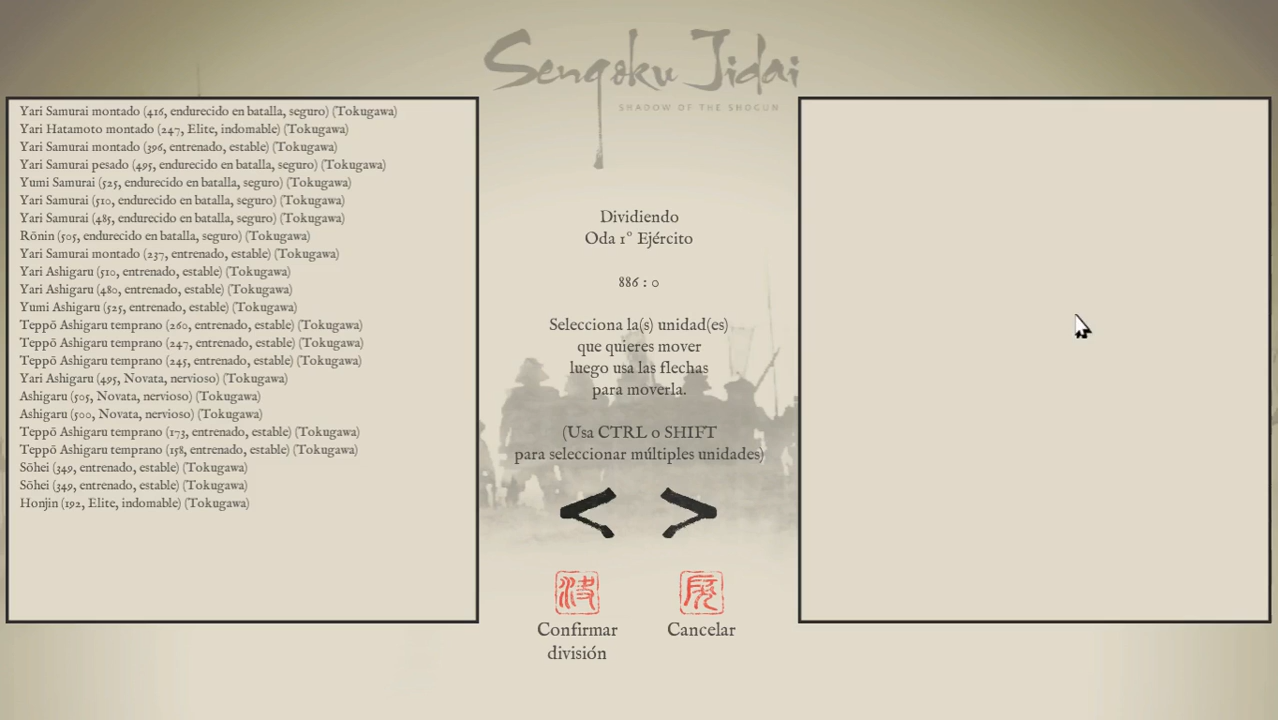 Sengoku Jidai
SHADOW OF THE SHOGUN
Yari Samurai montado (416, endurecido en batalla, seguro) (Tokugawa)
Yari Hatamoto montado (247, Elite, indomable) (Tokugawa)
Yari Samurai montado (396, entrenado, estable) (Tokugawa)
Yari Samurai pesado (495, endurecido en batalla, seguro) (Tokugawa)
Yumi Samurai (525, endurecido en batalla, seguro) (Tokugawa)
Yari Samurai (510, endurecido en batalla, seguro) (Tokugawa)
Yari Samurai (485, endurecido en batalla, seguro) (Tokugawa)
Rōnin (505, endurecido en batalla, seguro) (Tokugawa)
Yari Samurai montado (237, entrenado, estable) (Tokugawa)
Yari Ashigaru (510, entrenado, estable) (Tokugawa)
Yari Ashigaru (480, entrenado, estable) (Tokugawa)
Yumi Ashigaru (525, entrenado, estable) (Tokugawa)
Teppō Ashigaru temprano (260, entrenado, estable) (Tokugawa)
Teppō Ashigaru temprano (247, entrenado, estable) (Tokugawa)
Teppō Ashigaru temprano (245, entrenado, estable) (Tokugawa)
Yari Ashigaru (495, Novata, nervioso) (Tokugawa)
Ashigaru (505, Novata, nervioso) (Tokugawa)
Ashigaru (500, Novata, nervioso) (Tokugawa)
Teppō Ashigaru temprano (173, entrenado, estable) (Tokugawa)
Teppō Ashigaru temprano (158, entrenado, estable) (Tokugawa)
Sōhei (349, entrenado, estable) (Tokugawa)
Sōhei (349, entrenado, estable) (Tokugawa)
Honjin (192, Elite, indomable) (Tokugawa)
Dividiendo
Oda 1° Ejército
886 : 0
Selecciona la(s) unidad(es)
que quieres mover
luego usa las flechas
para moverla.
(Usa CTRL o SHIFT
para seleccionar múltiples unidades)
Confirmar
división
Cancelar